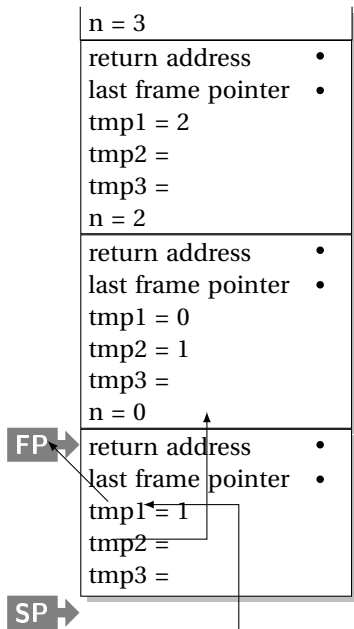 n = 3
return address •
last frame pointer •
tmp1 = 2
tmp2 =
tmp3 =
n = 2
return address •
last frame pointer •
tmp1 = 0
tmp2 = 1
tmp3 =
n = 0
FP
return address •
last frame pointer •
tmp1 = 1
tmp2 =
tmp3 =
SP